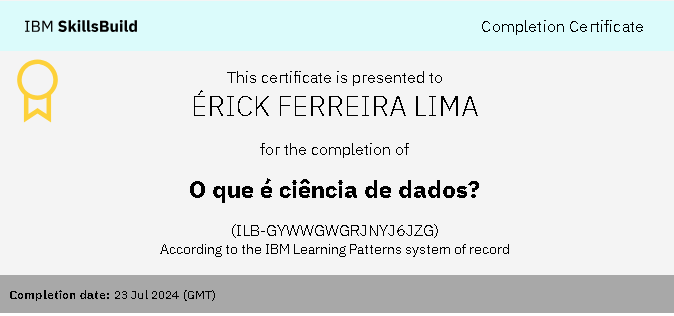 IBM SkillsBuild
Completion Certificate
This certificate is presented to
ÉRICK FERREIRA LIMA
for the completion of
O que é ciência de dados?
(ILB-GYWWGWGRJNYJ6JZG)
According to the IBM Learning Patterns system of record
Completion date: 23 Jul 2024 (GMT)